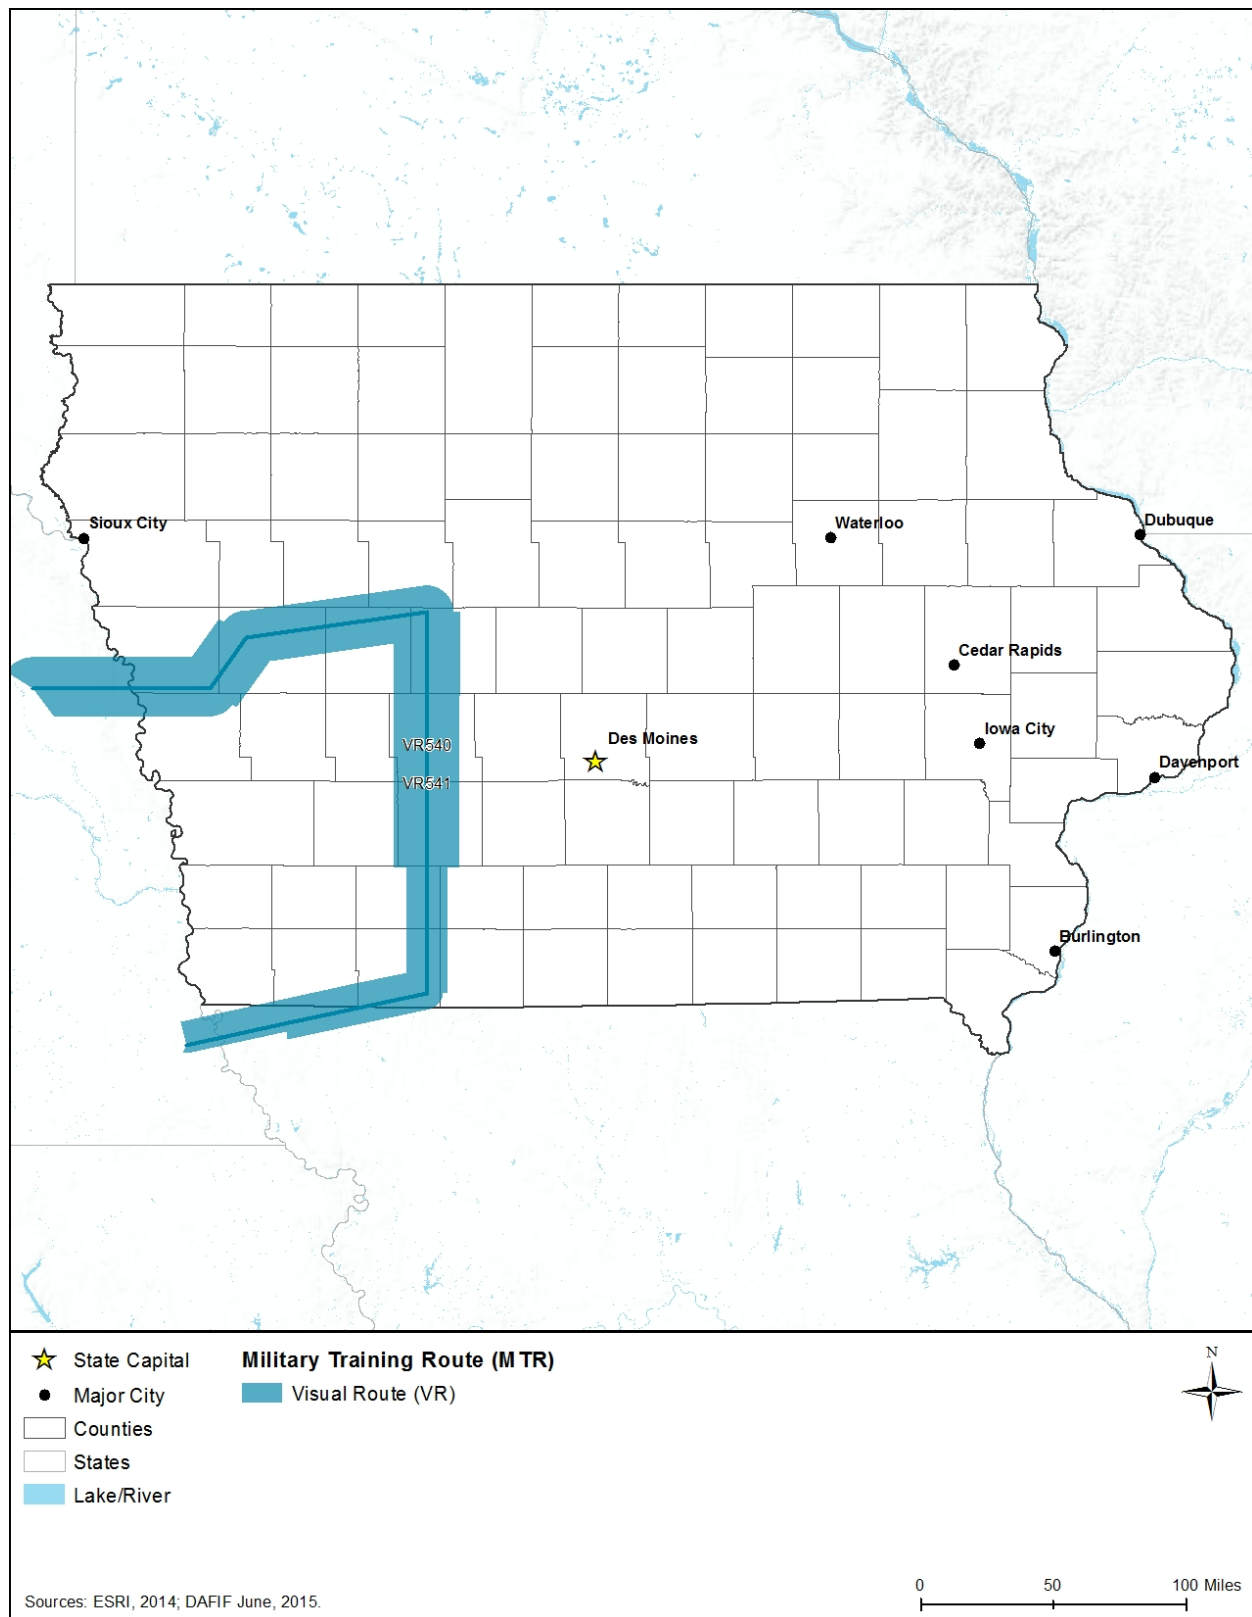 Sioux City
Waterloo
Dubuque
Cedar Rapids
Iowa City
Des Moines
VR540
Davenport
VR541
Burlington
State Capital
Military Training Route (MTR)
N
Major City
Visual Route (VR)
Counties
States
Lake/River
0 50 100 Miles
Sources: ESRI, 2014; DAFIF June, 2015.